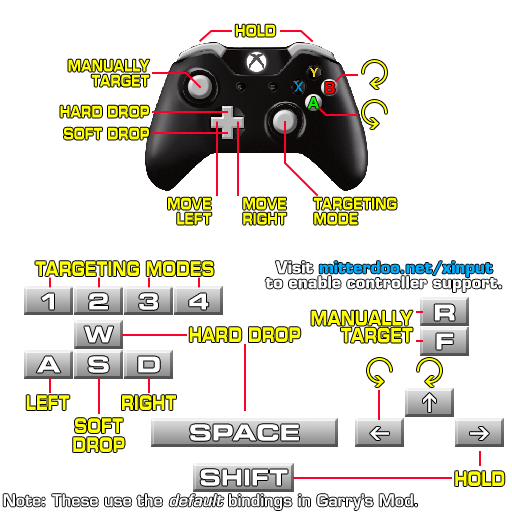 HOLD
MANUALLY
TARGET
Y
X
B
A
HARD DROP
SOFT DROP
MOVE
LEFT
MOVE
RIGHT
TARGETING
MODE
TARGETING MODES
1 2 3 4
Visit mitterdoo.net/xinput
to enable controller support.
MANUALLY
TARGET
R
F
W
HARD DROP
A S D
LEFT
RIGHT
SOFT
DROP
SPACE
← ↑ →
SHIFT
HOLD
Note: These use the default bindings in Garry's Mod.